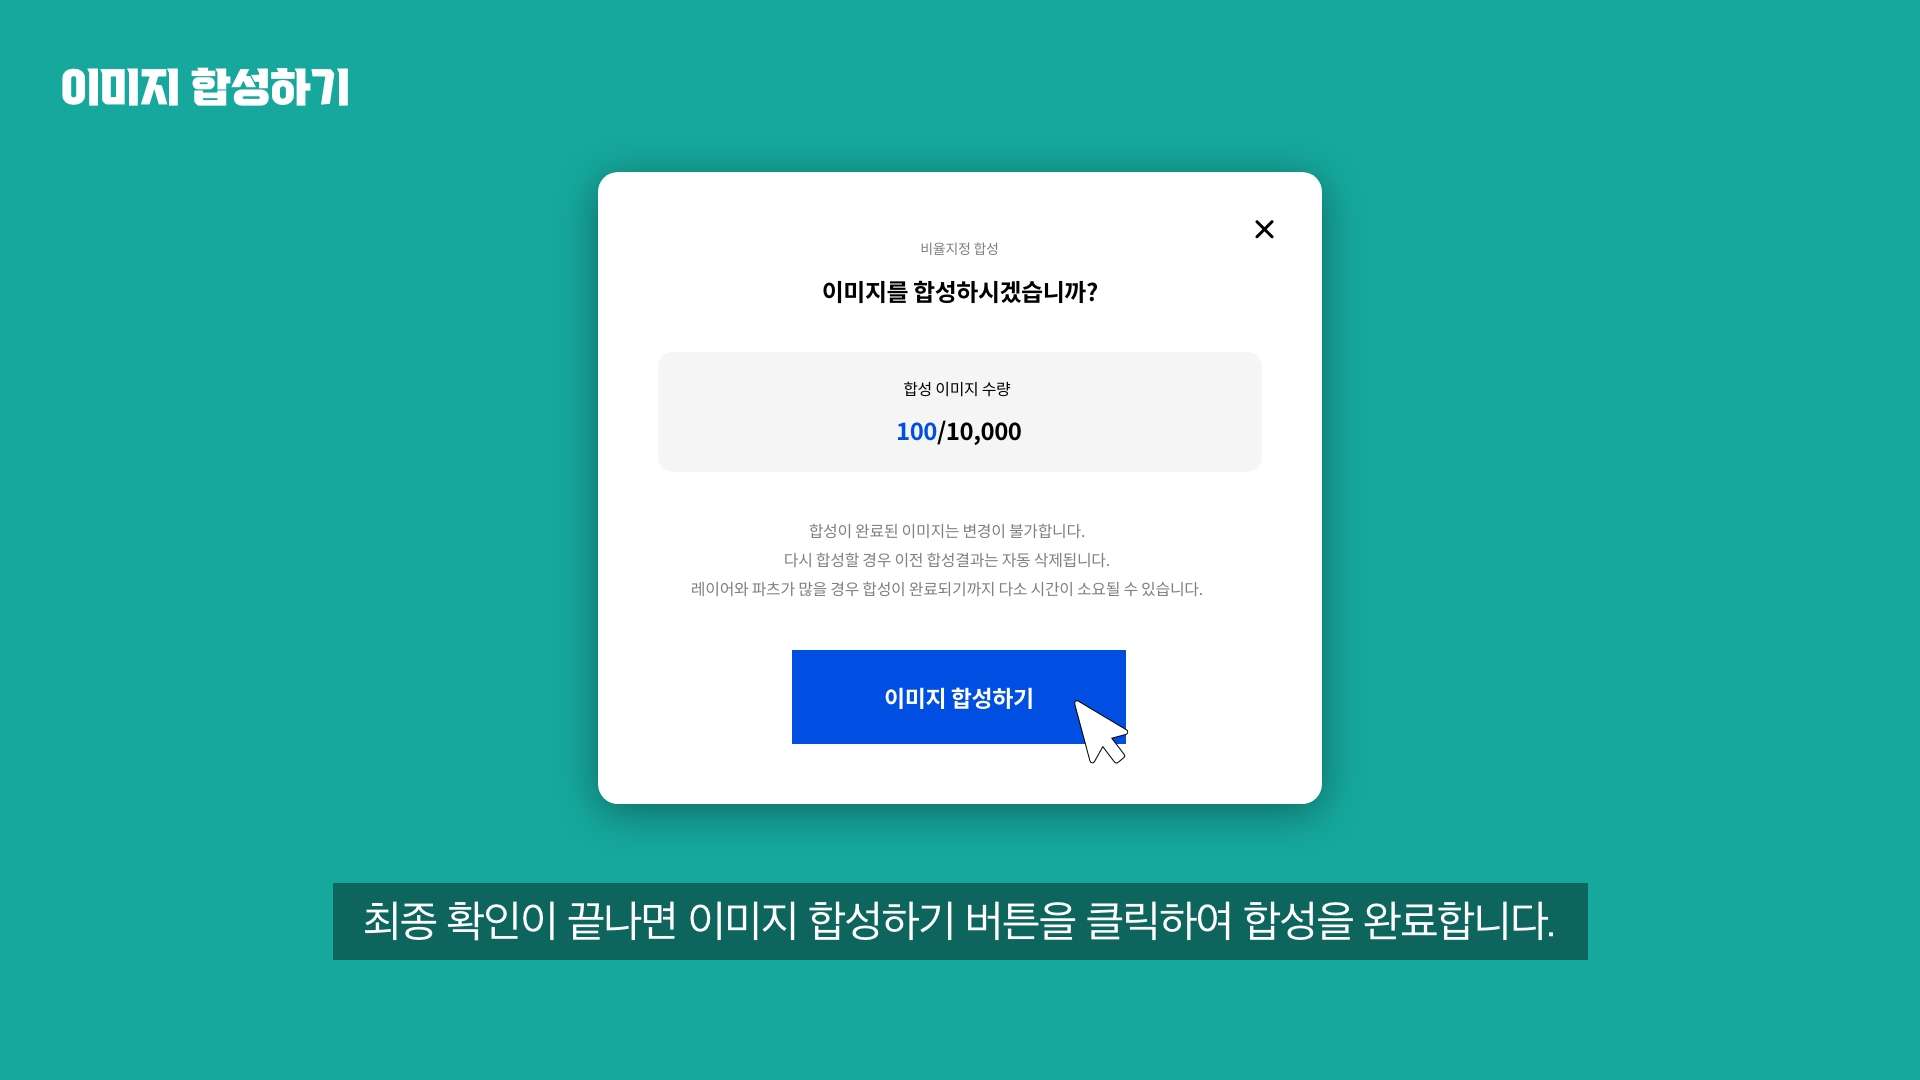 이미지 합성하기
비율지정 합성
이미지를 합성하시겠습니까?
합성 이미지 수량
100/10,000
합성이 완료된 이미지는 변경이 불가합니다.
다시 합성할 경우 이전 합성결과는 자동 삭제됩니다.
레이어와 파츠가 많을 경우 합성이 완료되기까지 다소 시간이 소요될 수 있습니다.
이미지 합성하기
최종 확인이 끝나면 이미지 합성하기 버튼을 클릭하여 합성을 완료합니다.